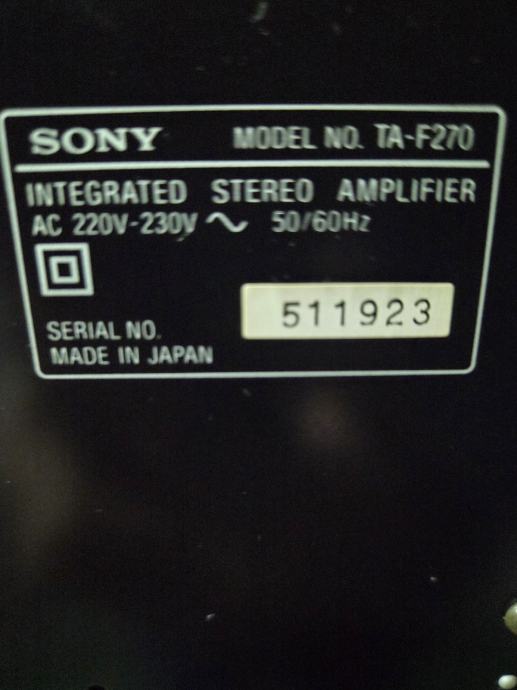 SONY MODEL NO. TA-F270
INTEGRATED STEREO AMPLIFIER
AC 220V-230V ～ 50/60Hz
SERIAL NO. 511923
MADE IN JAPAN